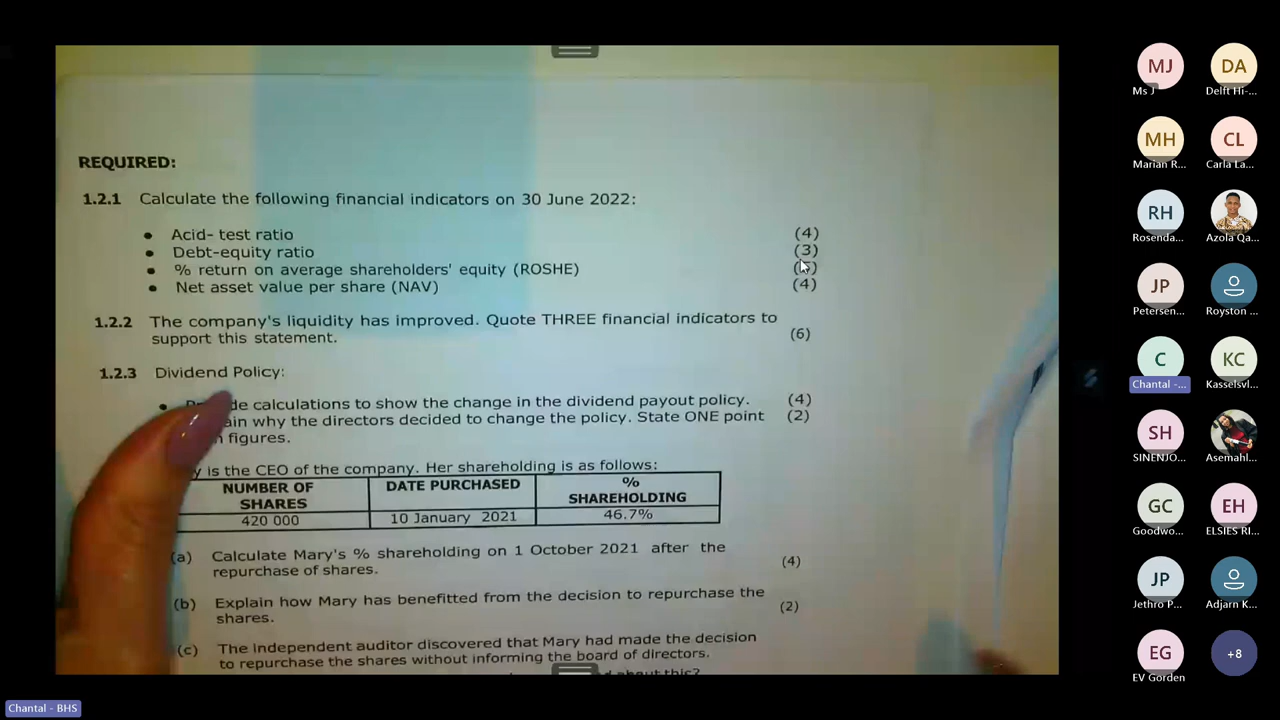 REQUIRED:
1.2.1 Calculate the following financial indicators on 30 June 2022:
• Acid- test ratio (4)
• Debt-equity ratio (3)
• % return on average shareholders' equity (ROSHE)
• Net asset value per share (NAV) (4)
1.2.2 The company's liquidity has improved. Quote THREE financial indicators to
support this statement. (6)
1.2.3 Dividend Policy:
• calculations to show the change in the dividend payout policy. (4)
why the directors decided to change the policy. State ONE point (2)
figures.
is the CEO of the company. Her shareholding is as follows:
NUMBER OF SHARES DATE PURCHASED % SHAREHOLDING
420 000 10 January 2021 46.7%
(a) Calculate Mary's % shareholding on 1 October 2021 after the
repurchase of shares. (4)
(b) Explain how Mary has benefitted from the decision to repurchase the
shares. (2)
(c) The independent auditor discovered that Mary had made the decision
to repurchase the shares without informing the board of directors.
about this?
MJ DA
Ms J Delft Hi-...
MH CL
Marian R... Carla La...
RH
Rosenda... Azola Qa...
JP
Petersen... Royston ...
C KC
Chantal -... Kasselsvl...
SH
SINENJO... Asemahl...
GC EH
Goodwo... ELSIES RI...
JP
Jethro P... Adjarn K...
EG +8
EV Gorden
Chantal - BHS